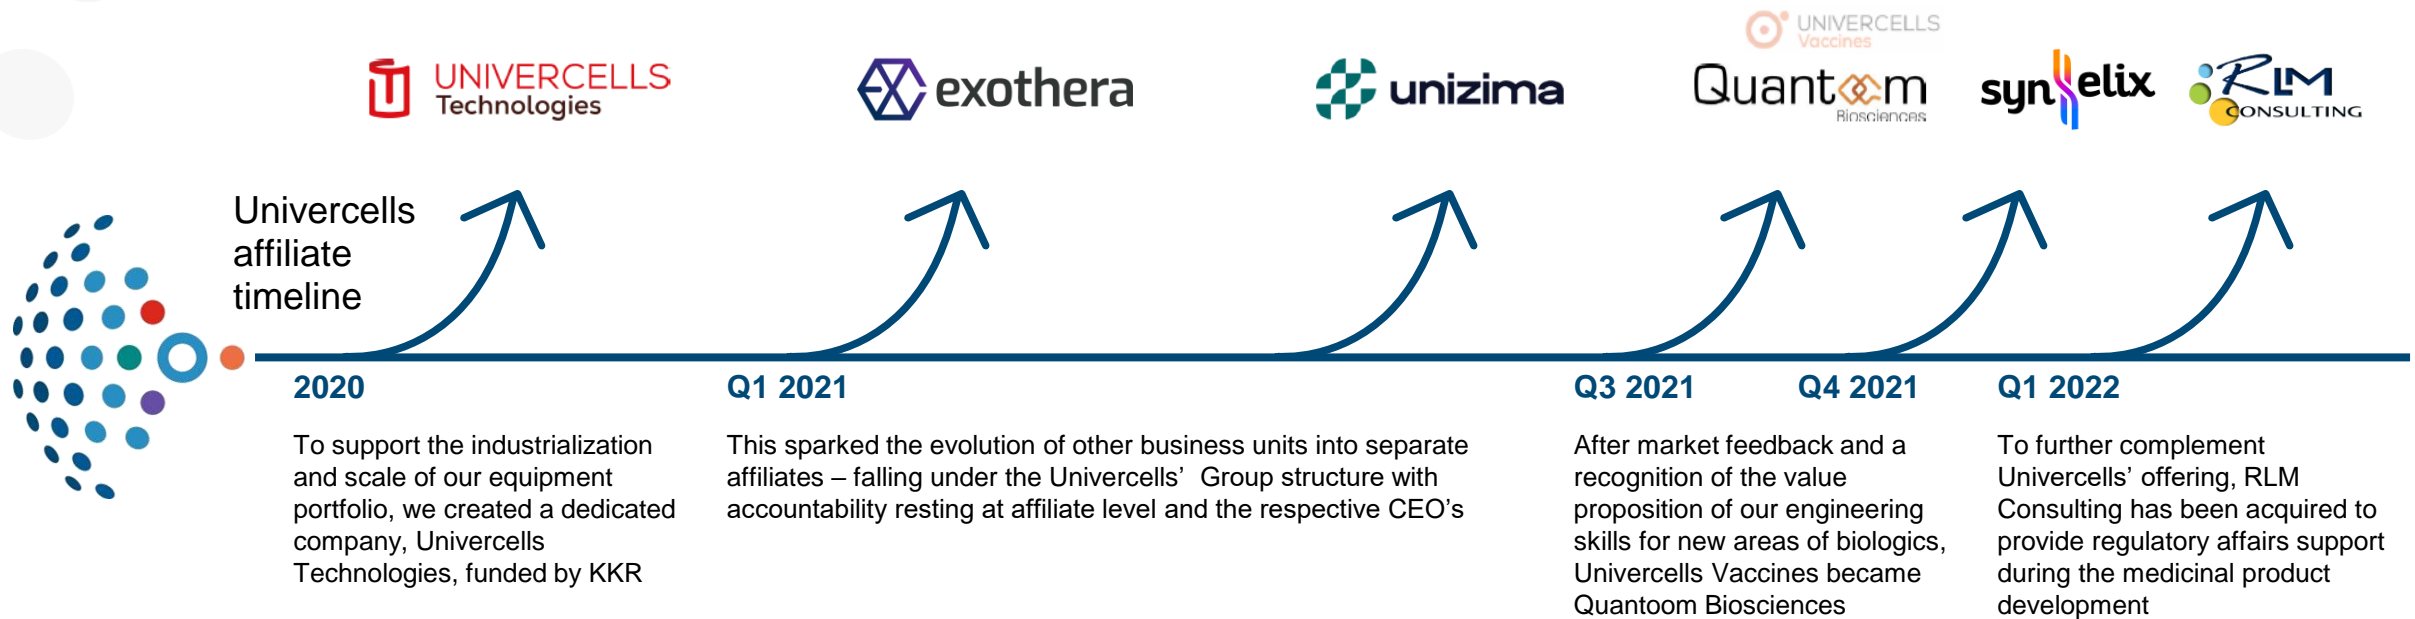 UNIVERCELLS
Technologies
exothera
unizima
UNIVERCELLS
Vaccines
Quantoom
Biosciences
synhelix
RLM
CONSULTING
Univercells
affiliate
timeline
2020
To support the industrialization
and scale of our equipment
portfolio, we created a dedicated
company, Univercells
Technologies, funded by KKR
Q1 2021
This sparked the evolution of other business units into separate
affiliates – falling under the Univercells’  Group structure with
accountability resting at affiliate level and the respective CEO’s
Q3 2021
Q4 2021
After market feedback and a
recognition of the value
proposition of our engineering
skills for new areas of biologics,
Univercells Vaccines became
Quantoom Biosciences
Q1 2022
To further complement
Univercells’ offering, RLM
Consulting has been acquired to
provide regulatory affairs support
during the medicinal product
development